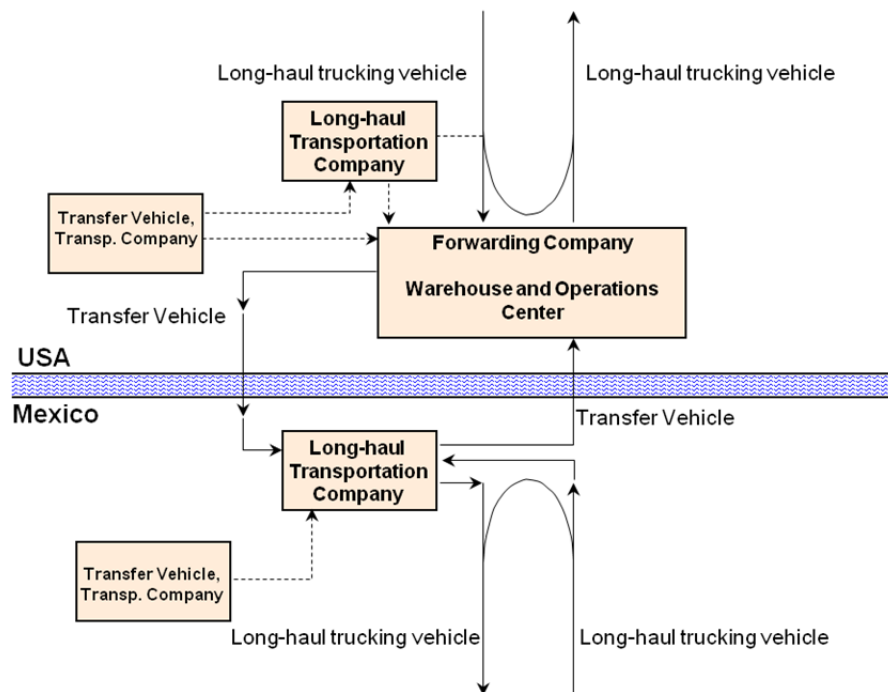 Long-haul trucking vehicle
Long-haul trucking vehicle
Long-haul
Transportation
Company
Transfer Vehicle,
Transp. Company
Forwarding Company
Warehouse and Operations
Center
Transfer Vehicle
USA
Mexico
Transfer Vehicle
Long-haul
Transportation
Company
Transfer Vehicle,
Transp. Company
Long-haul trucking vehicle
Long-haul trucking vehicle